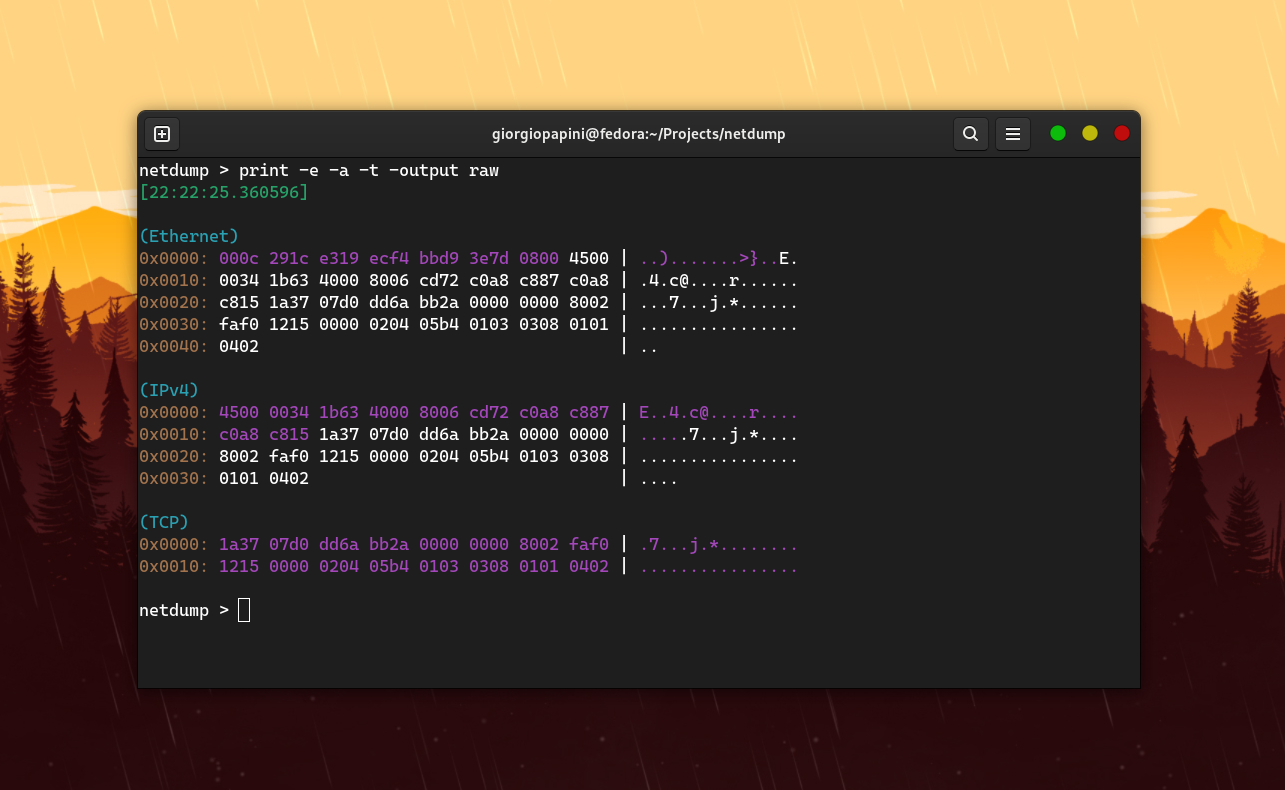 giorgiopapini@fedora:~/Projects/netdump
netdump > print -e -a -t -output raw
[22:22:25.360596]
(Ethernet)
0x0000: 000c 291c e319 ecf4 bbd9 3e7d 0800 4500 | ..).......>}..E.
0x0010: 0034 1b63 4000 8006 cd72 c0a8 c887 c0a8 | .4.c@....r......
0x0020: c815 1a37 07d0 dd6a bb2a 0000 0000 8002 | ...7...j.*......
0x0030: faf0 1215 0000 0204 05b4 0103 0308 0101 | ................
0x0040: 0402 | ..
(IPv4)
0x0000: 4500 0034 1b63 4000 8006 cd72 c0a8 c887 | E..4.c@....r....
0x0010: c0a8 c815 1a37 07d0 dd6a bb2a 0000 0000 | .....7...j.*....
0x0020: 8002 faf0 1215 0000 0204 05b4 0103 0308 | ................
0x0030: 0101 0402 | ....
(TCP)
0x0000: 1a37 07d0 dd6a bb2a 0000 0000 8002 faf0 | .7...j.*........
0x0010: 1215 0000 0204 05b4 0103 0308 0101 0402 | ................
netdump >